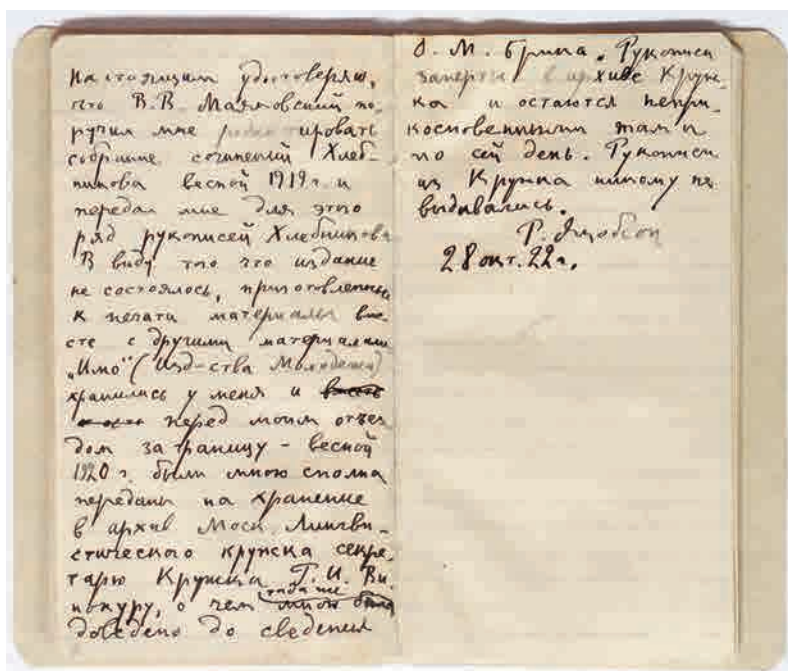 Настоящим удостоверяю,
что В.В. Маяковский по-
ручил мне редактировать
собрание сочинений Хлеб-
никова весной 1919 г. и
передал мне для этого
ряд рукописей Хлебникова
В виду того что издание
не состоялось, приготовленные
к печати материалы вме-
сте с другими материалами
„Имо" (Изд-ства Молодежи)
хранились у меня и
перед моим отъез
дом заграницу - весной
1920 г. были мною сполна
переданы на хранение
в архив Моск. Лингви-
стического кружка секре-
тарю Кружка Г. И. Ви-
нокуру, о чем тогда же
доведено до сведения
О. М. Брика. Рукописи
заперты в архиве Круж-
ка и остаются непри-
косновенными там и
по сей день. Рукописи
из Кружка никому не
выдавались.
Р. Якобсон
28 окт. 22 г.